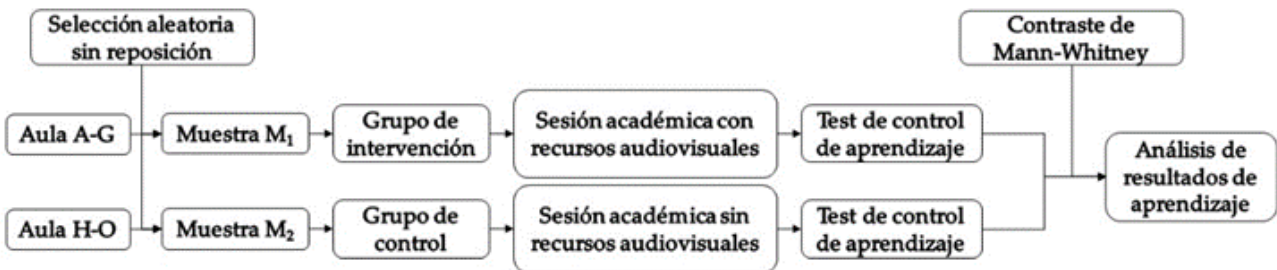 Selección aleatoria
sin reposición
Contraste de
Mann-Whitney
Aula A-G
Muestra M₁
Grupo de
intervención
Sesión académica con
recursos audiovisuales
Test de control
de aprendizaje
Análisis de
resultados de
aprendizaje
Aula H-O
Muestra M₂
Grupo de
control
Sesión académica sin
recursos audiovisuales
Test de control
de aprendizaje